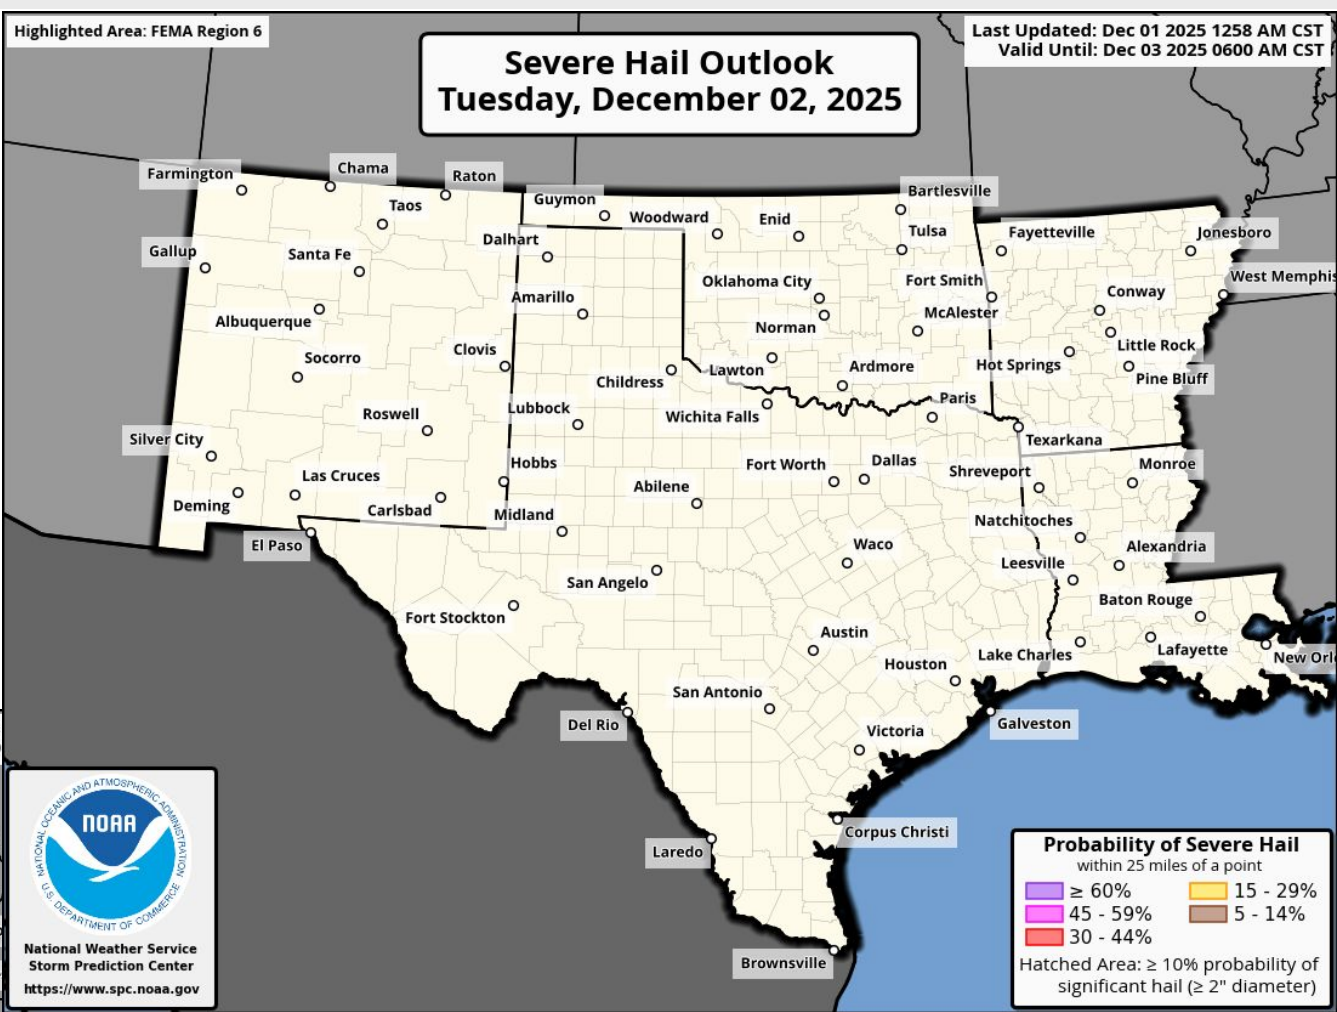 Highlighted Area: FEMA Region 6
Last Updated: Dec 01 2025 1258 AM CST
Valid Until: Dec 03 2025 0600 AM CST
Severe Hail Outlook
Tuesday, December 02, 2025
Farmington
Chama
Raton
Taos
Guymon
Woodward
Enid
Bartlesville
Tulsa
Fayetteville
Jonesboro
Gallup
Santa Fe
Dalhart
Oklahoma City
Fort Smith
West Memphis
Amarillo
Conway
Albuquerque
Norman
McAlester
Little Rock
Socorro
Clovis
Childress
Lawton
Ardmore
Hot Springs
Pine Bluff
Roswell
Lubbock
Wichita Falls
Paris
Silver City
Texarkana
Las Cruces
Hobbs
Abilene
Fort Worth
Dallas
Shreveport
Monroe
Deming
Carlsbad
Midland
Natchitoches
El Paso
Waco
Alexandria
San Angelo
Leesville
Fort Stockton
Baton Rouge
Austin
Houston
Lake Charles
Lafayette
New Orl
San Antonio
Del Rio
Victoria
Galveston
Corpus Christi
Laredo
Brownsville
NATIONAL OCEANIC AND ATMOSPHERIC ADMINISTRATION
NOAA
U.S. DEPARTMENT OF COMMERCE
National Weather Service
Storm Prediction Center
https://www.spc.noaa.gov
Probability of Severe Hail
within 25 miles of a point
≥ 60%
15 - 29%
45 - 59%
5 - 14%
30 - 44%
Hatched Area: ≥ 10% probability of
significant hail (≥ 2" diameter)